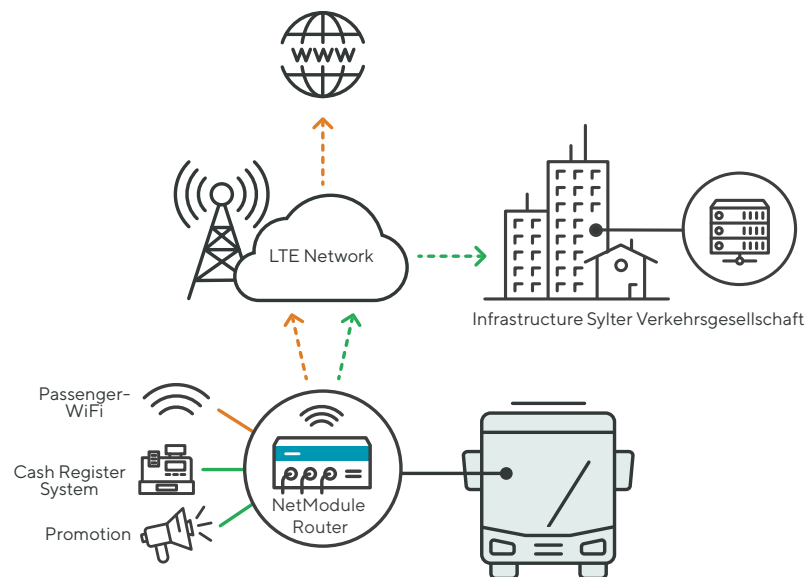 WWW
LTE Network
Infrastructure Sylter Verkehrsgesellschaft
Passenger-
WiFi
Cash Register
System
Promotion
NetModule
Router